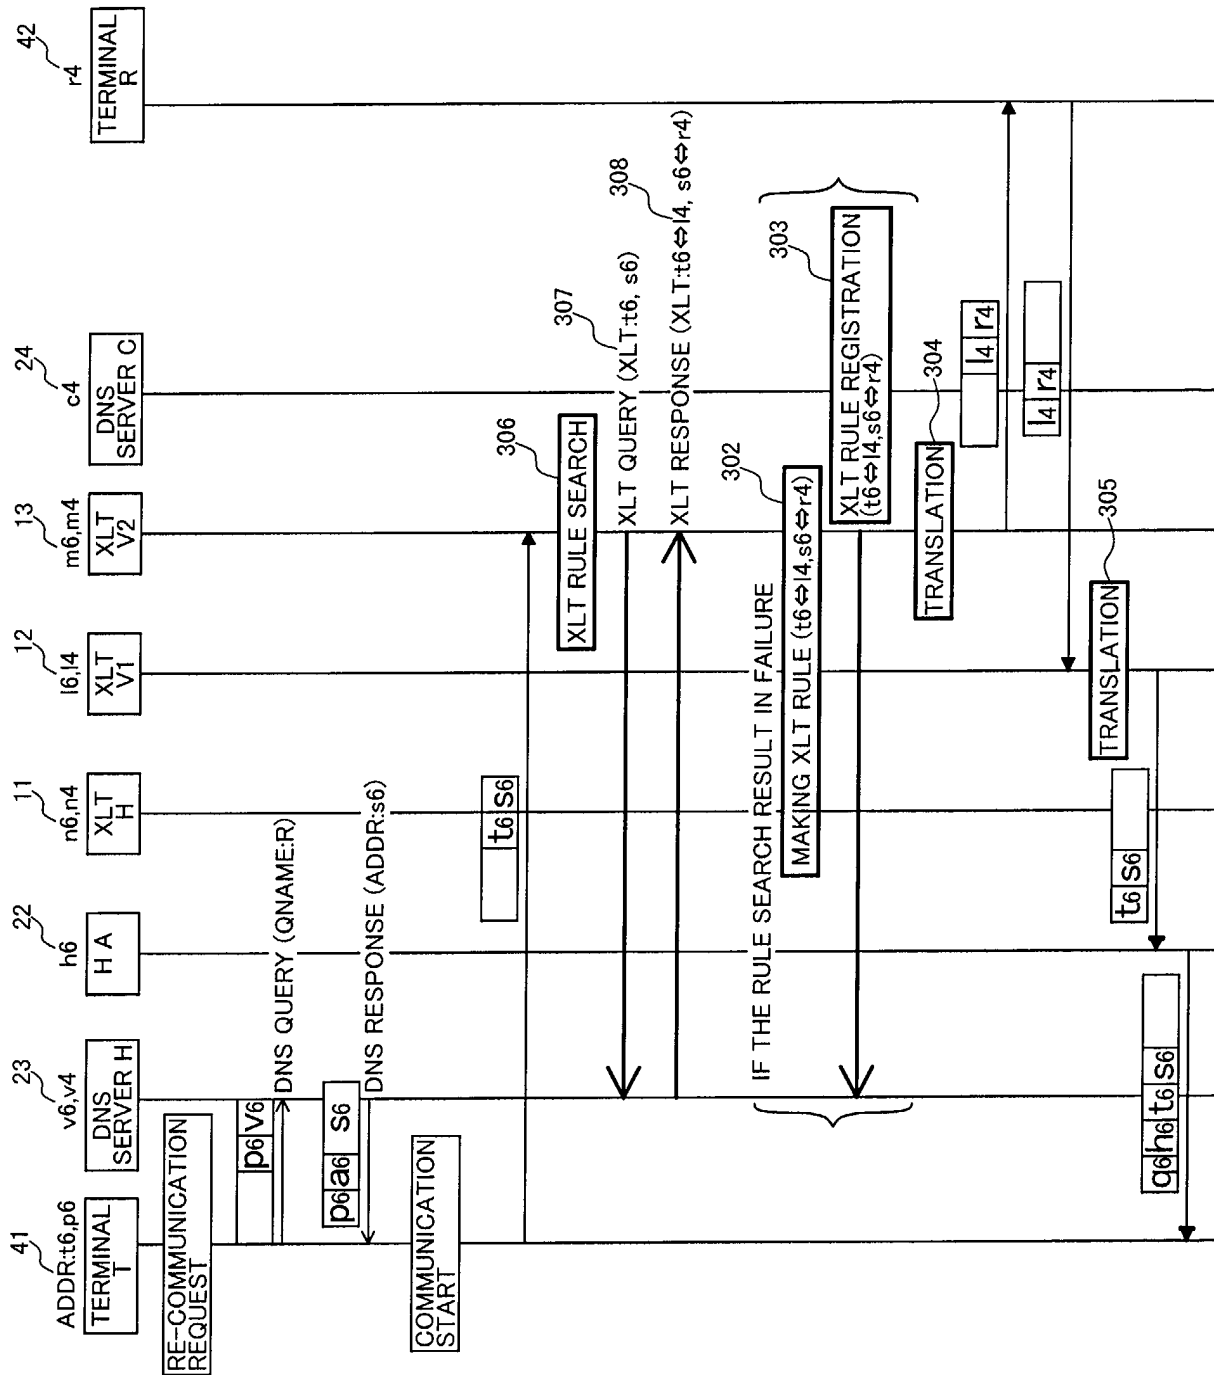 41
ADDR:t6,p6
TERMINAL
T
23
v6,v4
DNS
SERVER H
22
h6
H A
11
n6,n4
XLT
H
12
l6,l4
XLT
V1
13
m6,m4
XLT
V2
24
c4
DNS
SERVER C
42
r4
TERMINAL
R
RE-COMMUNICATION
REQUEST
p6 v6
DNS QUERY (QNAME:R)
p6 a6 s6
DNS RESPONSE (ADDR:s6)
COMMUNICATION
START
t6 s6
306
XLT RULE SEARCH
307
XLT QUERY (XLT:t6, s6)
308
XLT RESPONSE (XLT:t6⇔l4, s6⇔r4)
IF THE RULE SEARCH RESULT IN FAILURE
302
MAKING XLT RULE (t6⇔l4,s6⇔r4)
303
XLT RULE REGISTRATION
(t6⇔l4,s6⇔r4)
304
TRANSLATION
l4 r4
l4 r4
305
TRANSLATION
t6 s6
q6 h6 t6 s6